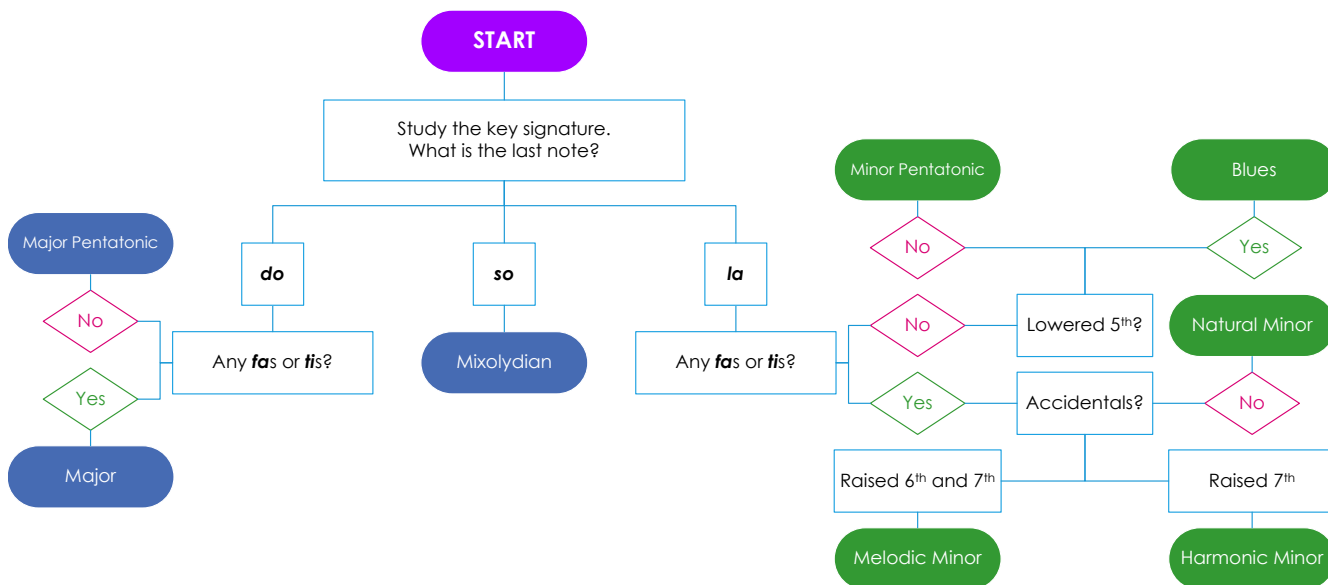 START
Study the key signature.
What is the last note?
Minor Pentatonic
Blues
Major Pentatonic
No
Yes
do
so
la
No
Any fas or tis?
Mixolydian
Any fas or tis?
No
Lowered 5th?
Natural Minor
Yes
Yes
Accidentals?
No
Major
Raised 6th and 7th
Raised 7th
Melodic Minor
Harmonic Minor